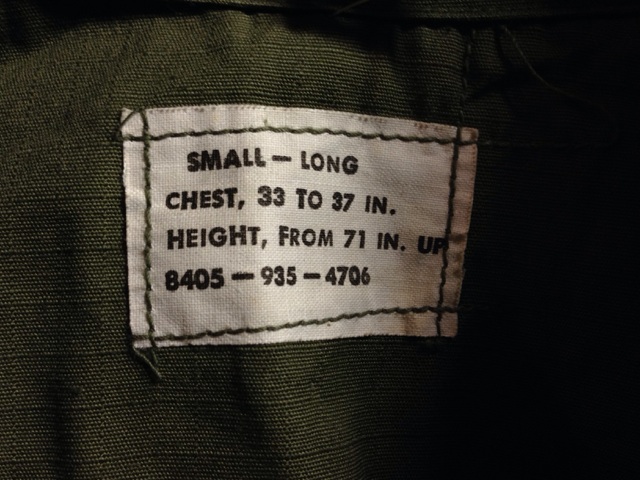 SMALL — LONG
CHEST, 33 TO 37 IN.
HEIGHT, FROM 71 IN. UP
8405 — 935 — 4706